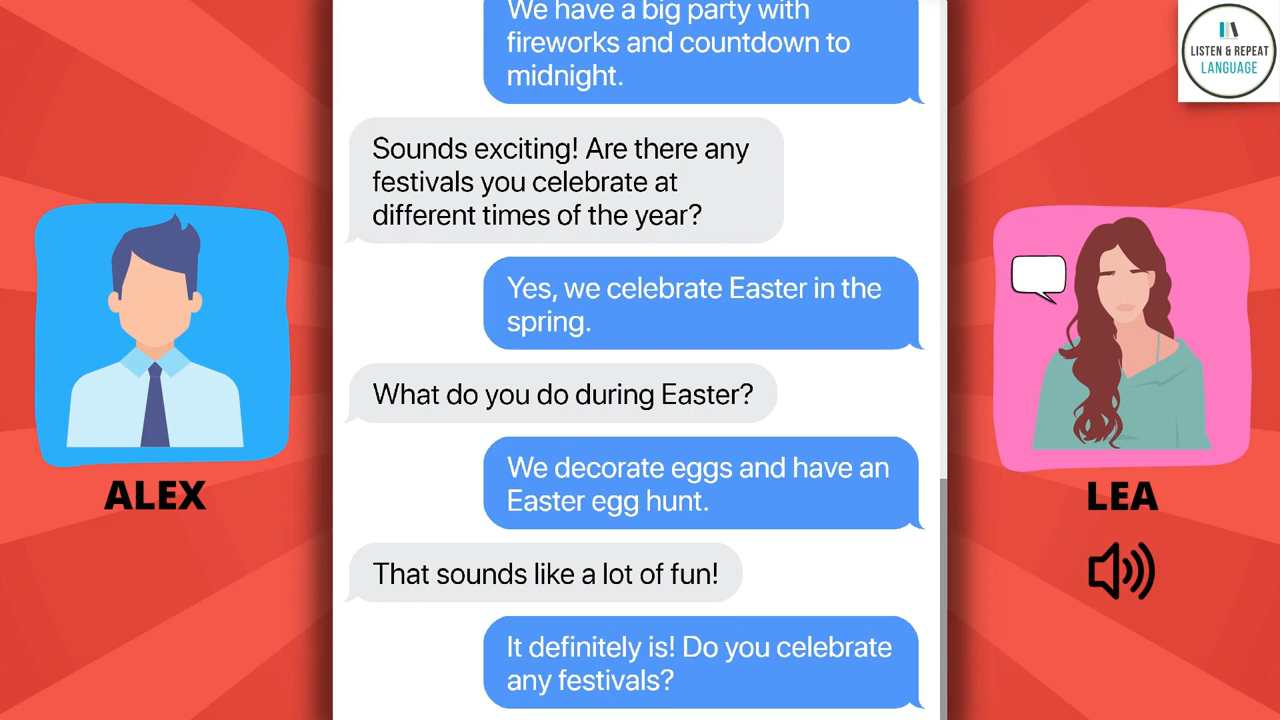 We have a big party with
fireworks and countdown to
midnight.
Sounds exciting! Are there any
festivals you celebrate at
different times of the year?
Yes, we celebrate Easter in the
spring.
What do you do during Easter?
We decorate eggs and have an
Easter egg hunt.
That sounds like a lot of fun!
It definitely is! Do you celebrate
any festivals?
ALEX
LEA
LISTEN & REPEAT
LANGUAGE